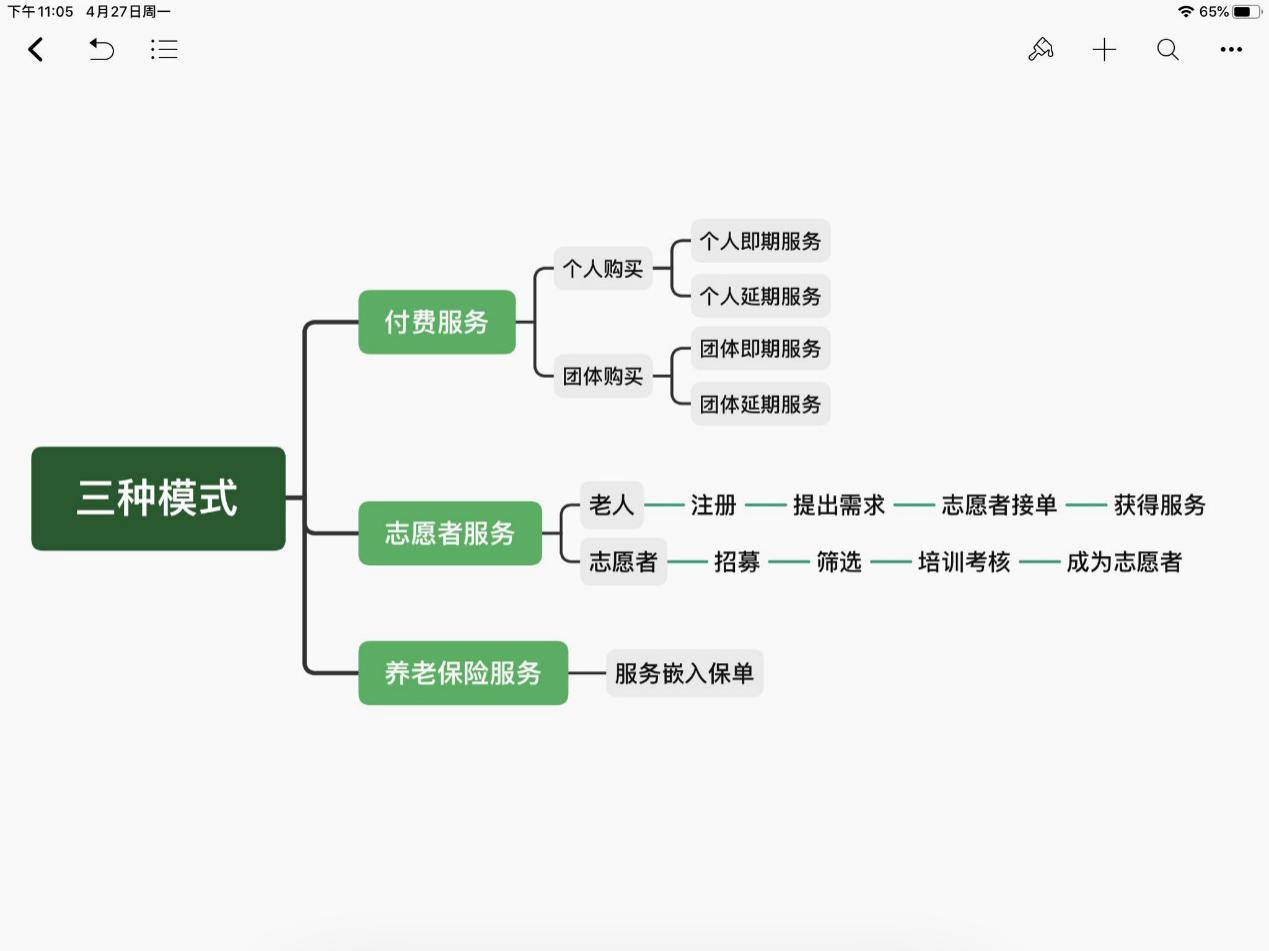 下午11:05 4月27日周一
65%
个人即期服务
个人购买
个人延期服务
付费服务
团体即期服务
团体购买
团体延期服务
三种模式
老人 注册 提出需求 志愿者接单 获得服务
志愿者服务
志愿者 招募 筛选 培训考核 成为志愿者
养老保险服务 服务嵌入保单